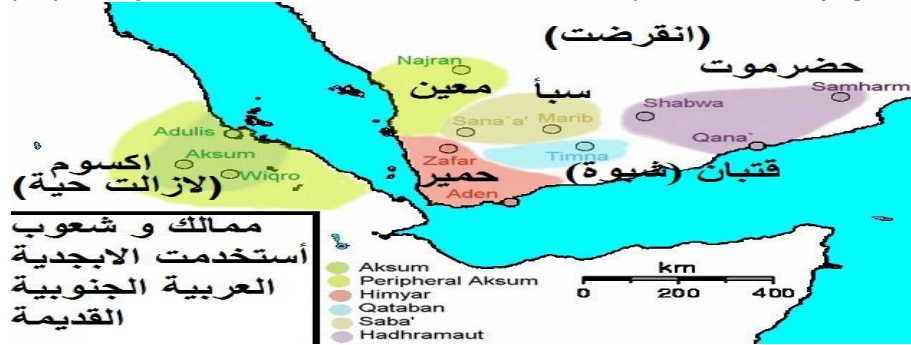 (انقرضت)
Najran
معين
سبأ
حضرموت
Samharm
Shabwa
Sana`a'
Marib
Adulis
Aksum
Wiqro
اكسوم
(لازالت حية)
Zafar
حمير
Aden
Timna
Qana`
قتبان (شبوة)
ممالك و شعوب
أستخدمت الابجدية
العربية الجنوبية
القديمة
Aksum
Peripheral Aksum
Himyar
Qataban
Saba'
Hadhramaut
km
0 200 400